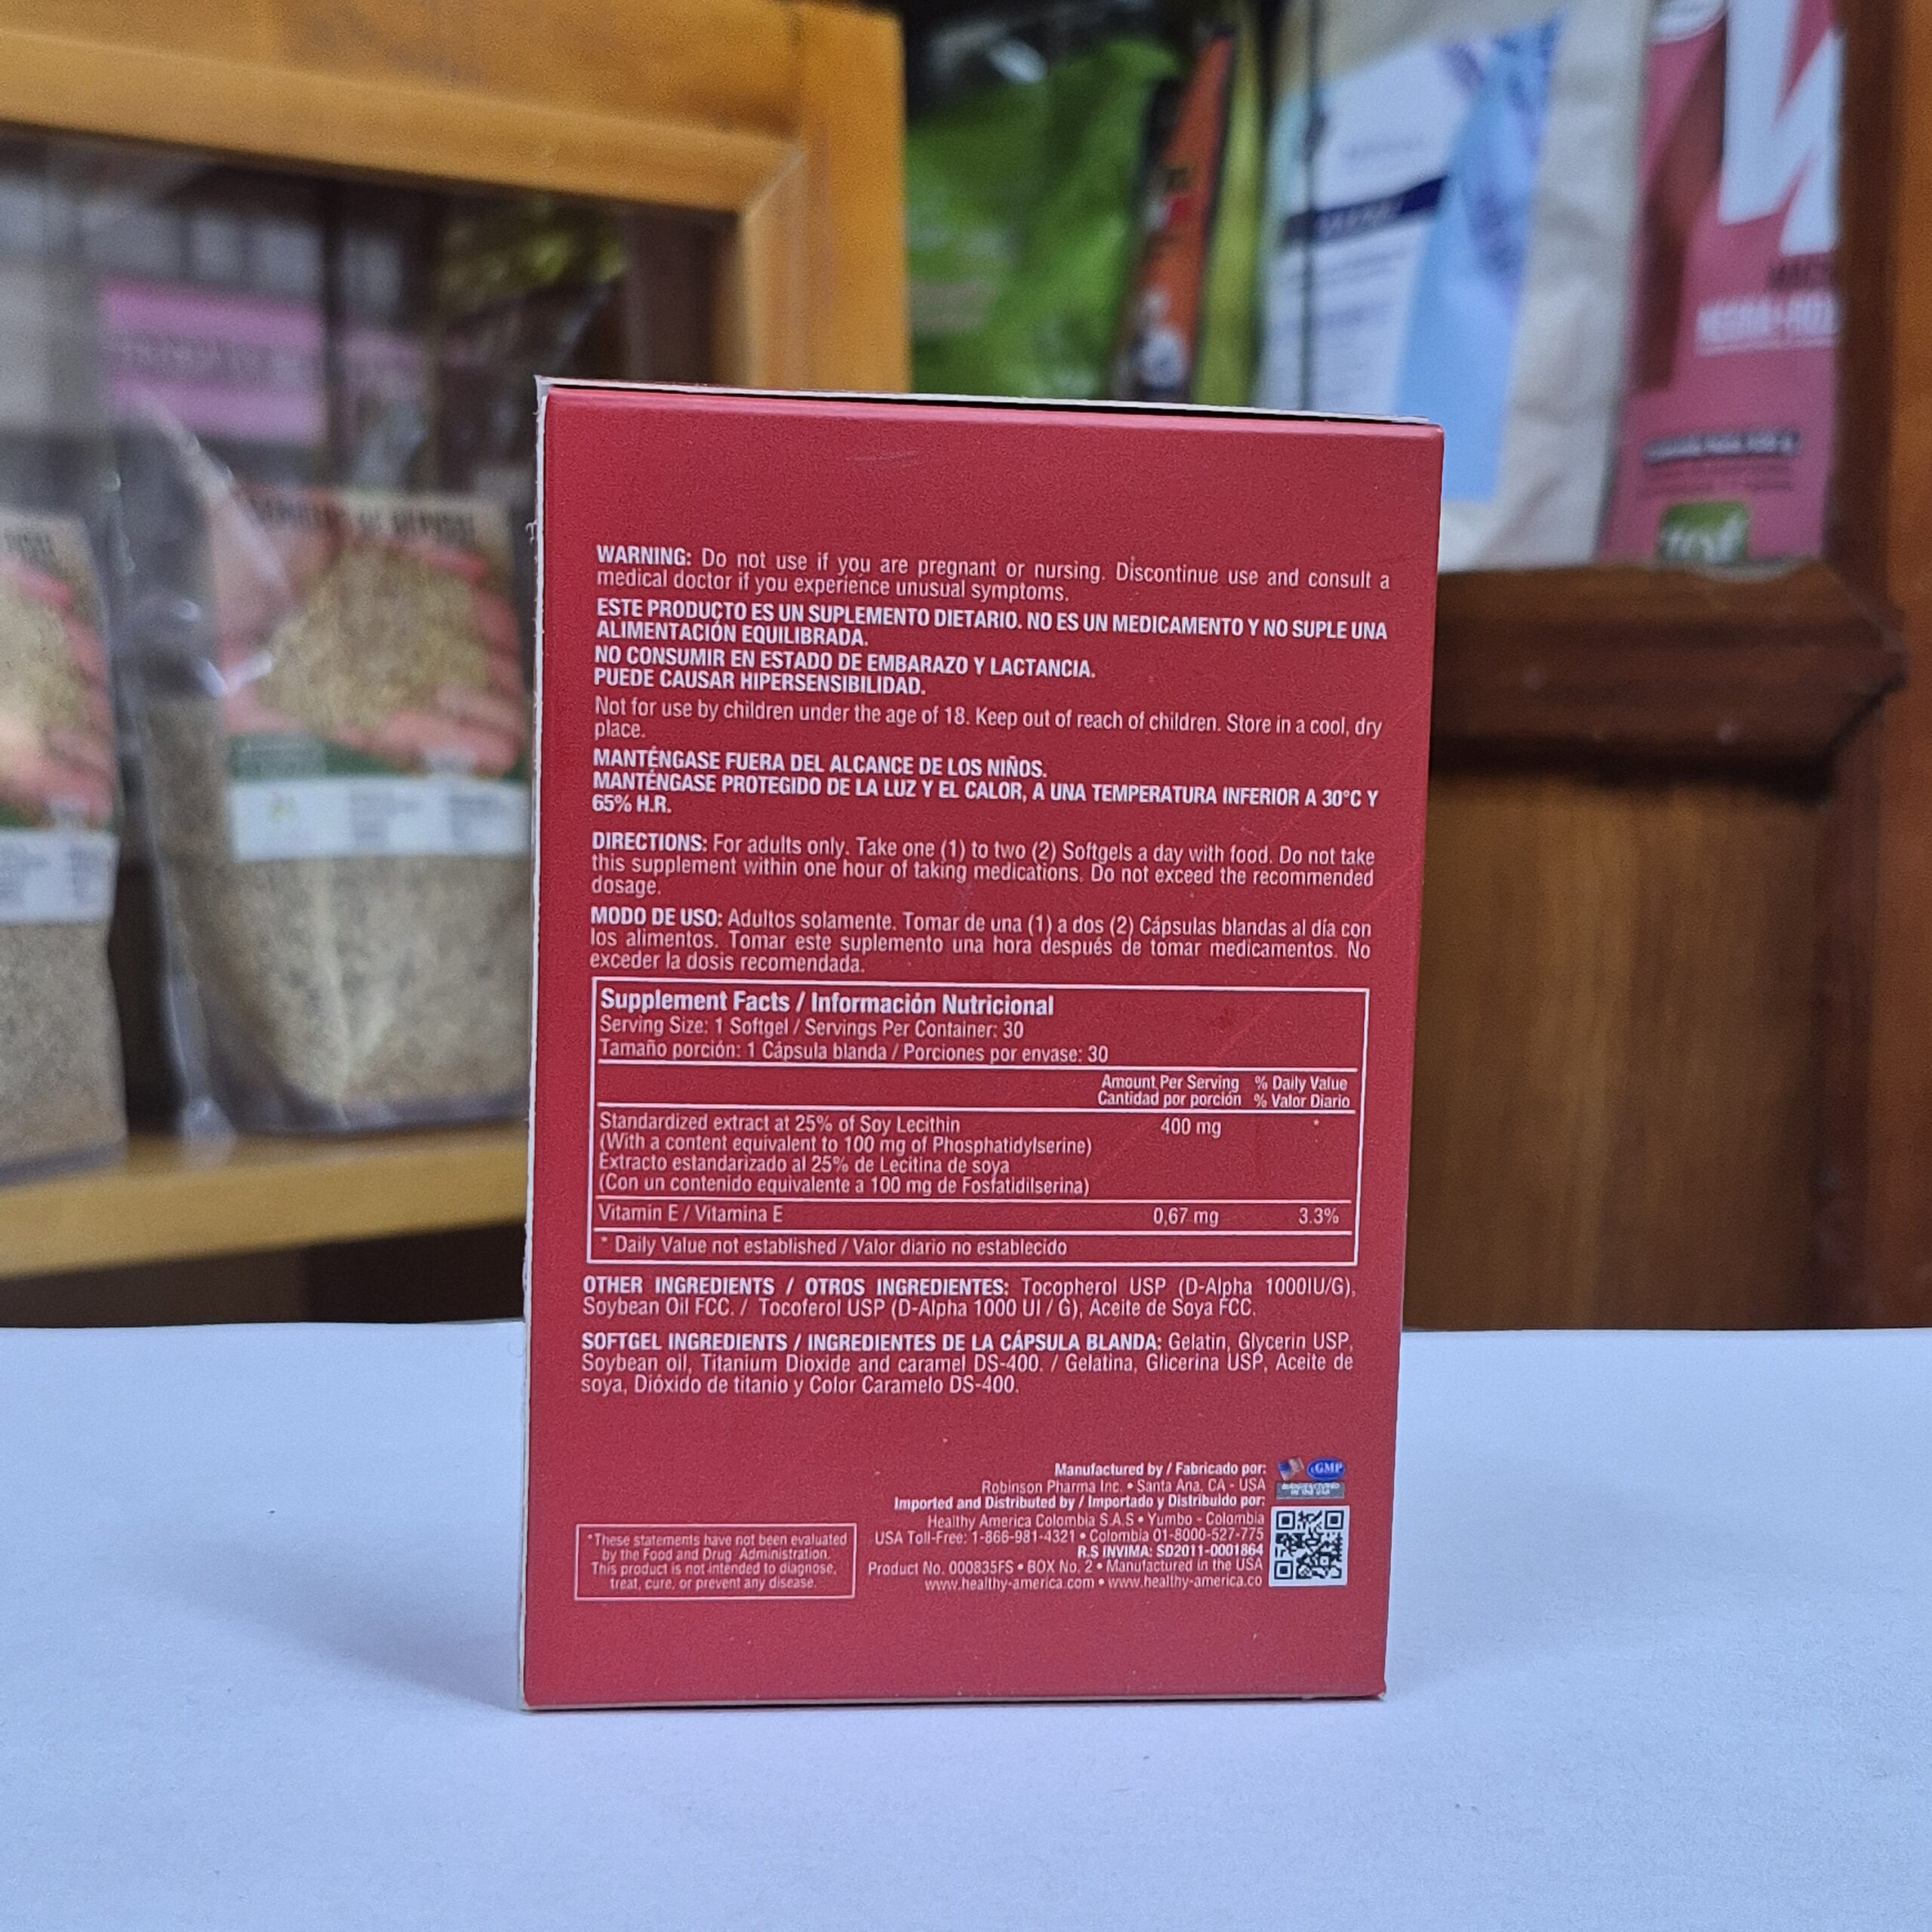 WARNING: Do not use if you are pregnant or nursing. Discontinue use and consult a
medical doctor if you experience unusual symptoms.
ESTE PRODUCTO ES UN SUPLEMENTO DIETARIO. NO ES UN MEDICAMENTO Y NO SUPLE UNA
ALIMENTACIÓN EQUILIBRADA.
NO CONSUMIR EN ESTADO DE EMBARAZO Y LACTANCIA.
PUEDE CAUSAR HIPERSENSIBILIDAD.
Not for use by children under the age of 18. Keep out of reach of children. Store in a cool, dry
place.
MANTÉNGASE FUERA DEL ALCANCE DE LOS NIÑOS.
MANTÉNGASE PROTEGIDO DE LA LUZ Y EL CALOR, A UNA TEMPERATURA INFERIOR A 30°C Y
65% H.R.
DIRECTIONS: For adults only. Take one (1) to two (2) Softgels a day with food. Do not take
this supplement within one hour of taking medications. Do not exceed the recommended
dosage.
MODO DE USO: Adultos solamente. Tomar de una (1) a dos (2) Cápsulas blandas al día con
los alimentos. Tomar este suplemento una hora después de tomar medicamentos. No
exceder la dosis recomendada.
Supplement Facts / Información Nutricional
Serving Size: 1 Softgel / Servings Per Container: 30
Tamaño porción: 1 Cápsula blanda / Porciones por envase: 30
Amount Per Serving % Daily Value
Cantidad por porción % Valor Diario
Standardized extract at 25% of Soy Lecithin 400 mg *
(With a content equivalent to 100 mg of Phosphatidylserine)
Extracto estandarizado al 25% de Lecitina de soya
(Con un contenido equivalente a 100 mg de Fosfatidilserina)
Vitamin E / Vitamina E 0,67 mg 3.3%
* Daily Value not established / Valor diario no establecido
OTHER INGREDIENTS / OTROS INGREDIENTES: Tocopherol USP (D-Alpha 1000IU/G),
Soybean Oil FCC. / Tocoferol USP (D-Alpha 1000 UI / G), Aceite de Soya FCC.
SOFTGEL INGREDIENTS / INGREDIENTES DE LA CÁPSULA BLANDA: Gelatin, Glycerin USP,
Soybean oil, Titanium Dioxide and caramel DS-400. / Gelatina, Glicerina USP, Aceite de
soya, Dióxido de titanio y Color Caramelo DS-400.
Manufactured by / Fabricado por:
Robinson Pharma Inc. • Santa Ana. CA - USA
Imported and Distributed by / Importado y Distribuido por:
Healthy America Colombia S.A.S • Yumbo - Colombia
USA Toll-Free: 1-866-981-4321 • Colombia 01-8000-527-775
R.S INVIMA: SD2011-0001864
Product No. 000835FS • BOX No. 2 • Manufactured in the USA
www.healthy-america.com • www.healthy-america.co
GMP
*These statements have not been evaluated
by the Food and Drug Administration.
This product is not intended to diagnose,
treat, cure, or prevent any disease.